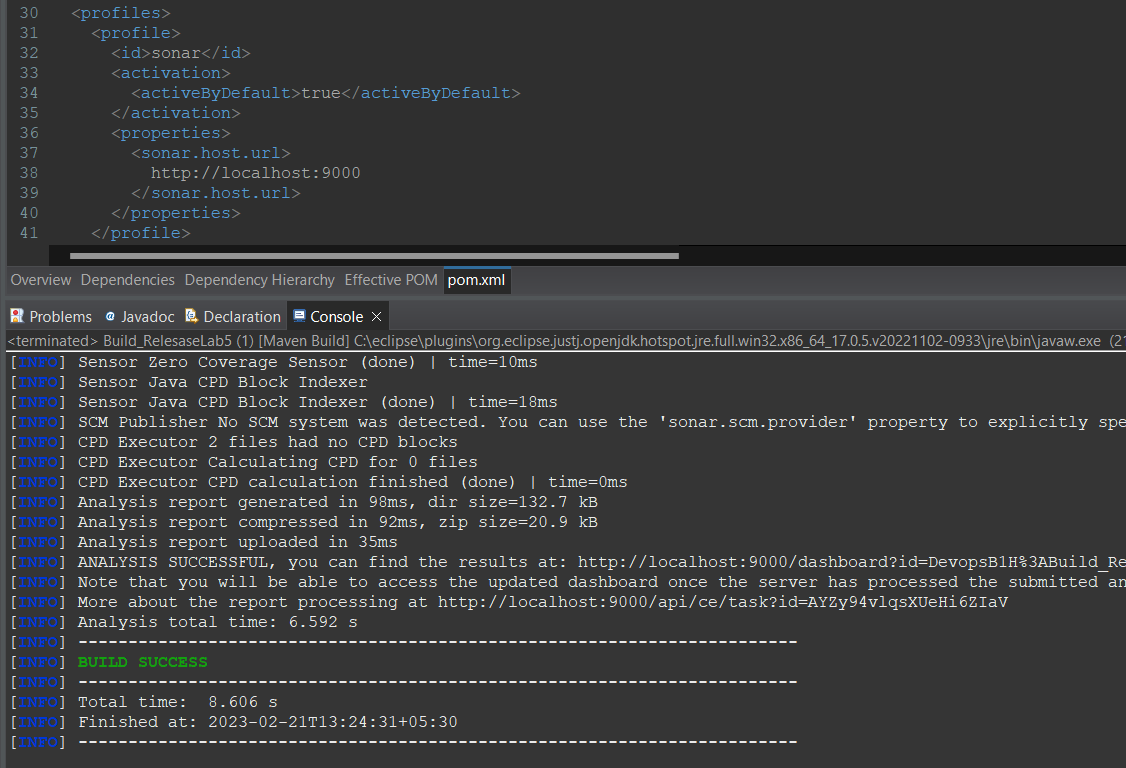 30 <profiles>
31 <profile>
32 <id>sonar</id>
33 <activation>
34 <activeByDefault>true</activeByDefault>
35 </activation>
36 <properties>
37 <sonar.host.url>
38 http://localhost:9000
39 </sonar.host.url>
40 </properties>
41 </profile>
Overview Dependencies Dependency Hierarchy Effective POM pom.xml
Problems Javadoc Declaration Console
<terminated> Build_RelesaseLab5 (1) [Maven Build] C:\eclipse\plugins\org.eclipse.justj.openjdk.hotspot.jre.full.win32.x86_64_17.0.5.v20221102-0933\jre\bin\javaw.exe (21
[INFO] Sensor Zero Coverage Sensor (done) | time=10ms
[INFO] Sensor Java CPD Block Indexer
[INFO] Sensor Java CPD Block Indexer (done) | time=18ms
[INFO] SCM Publisher No SCM system was detected. You can use the 'sonar.scm.provider' property to explicitly spe
[INFO] CPD Executor 2 files had no CPD blocks
[INFO] CPD Executor Calculating CPD for 0 files
[INFO] CPD Executor CPD calculation finished (done) | time=0ms
[INFO] Analysis report generated in 98ms, dir size=132.7 kB
[INFO] Analysis report compressed in 92ms, zip size=20.9 kB
[INFO] Analysis report uploaded in 35ms
[INFO] ANALYSIS SUCCESSFUL, you can find the results at: http://localhost:9000/dashboard?id=DevopsB1H%3ABuild_Re
[INFO] Note that you will be able to access the updated dashboard once the server has processed the submitted an
[INFO] More about the report processing at http://localhost:9000/api/ce/task?id=AYZy94vlqsXUeHi6ZIaV
[INFO] Analysis total time: 6.592 s
[INFO] ------------------------------------------------------------------------
[INFO] BUILD SUCCESS
[INFO] ------------------------------------------------------------------------
[INFO] Total time:  8.606 s
[INFO] Finished at: 2023-02-21T13:24:31+05:30
[INFO] ------------------------------------------------------------------------